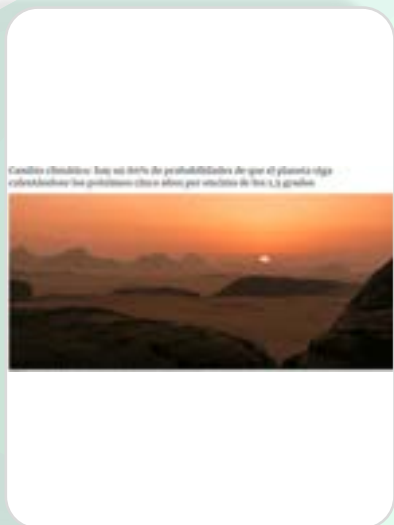 Cambio climático: hay un 80% de probabilidades de que el planeta siga
calentándose los próximos cinco años por encima de los 1,5 grados